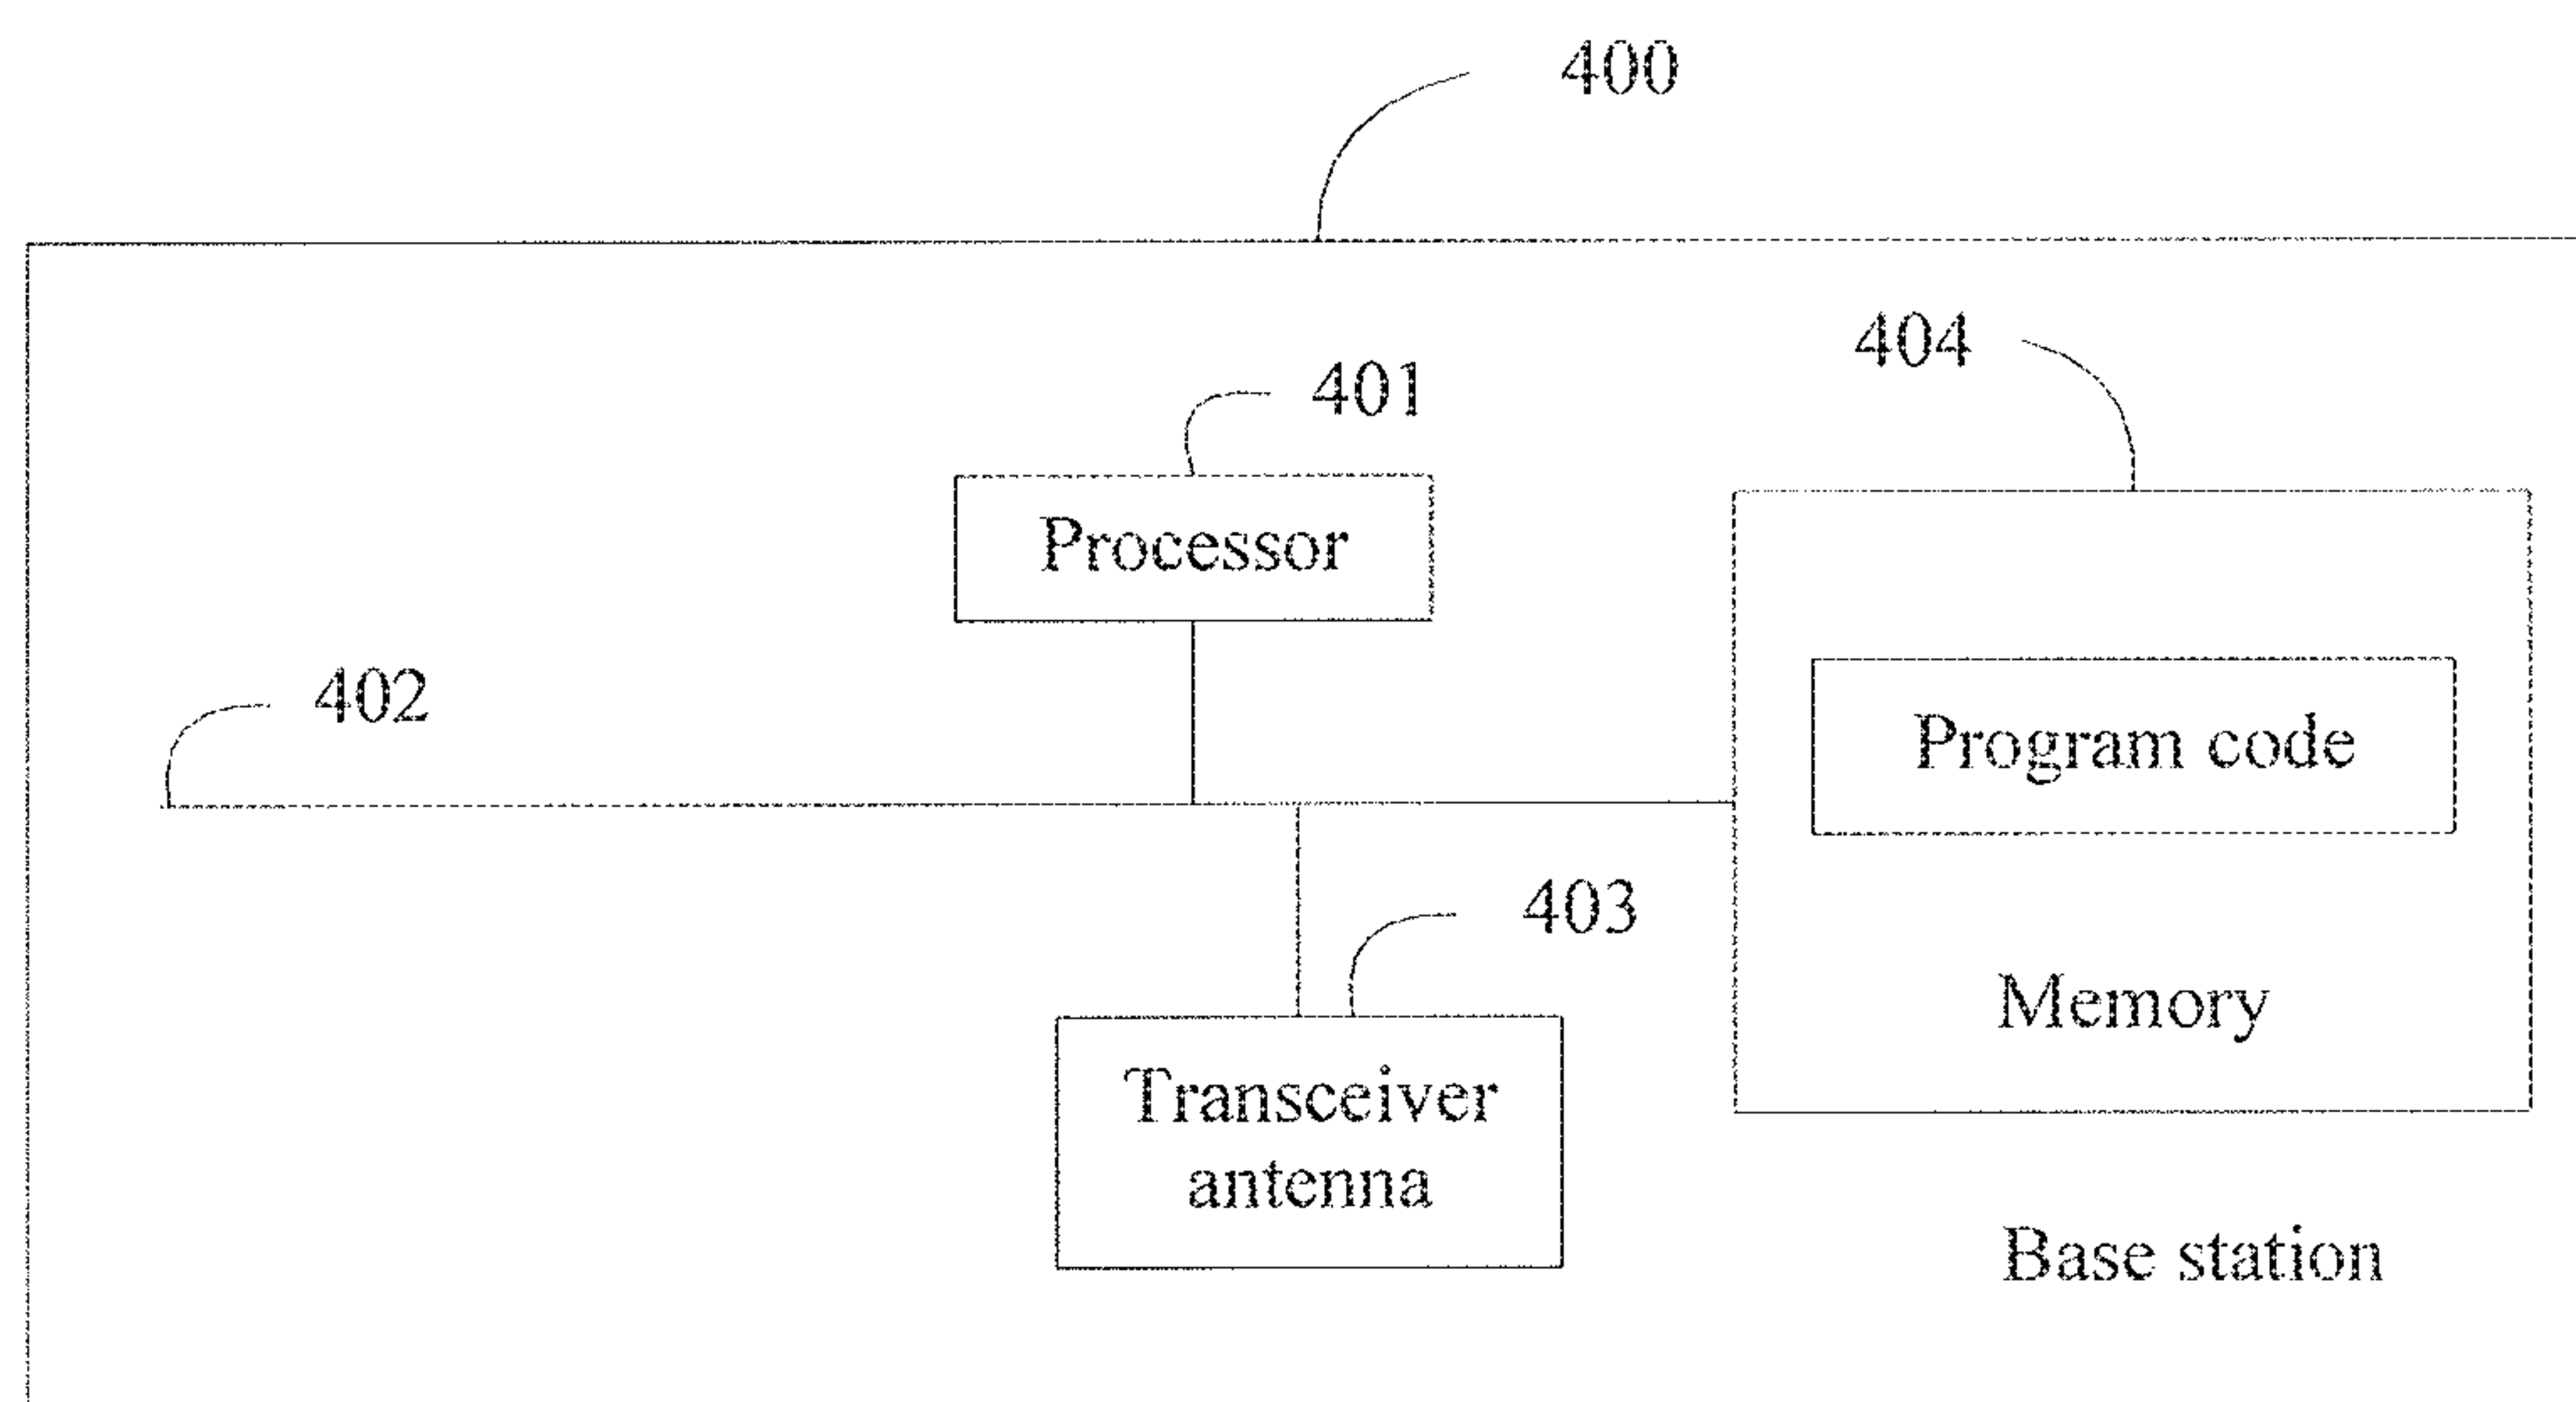 400
404
401
Processor
402
Program code
403
Memory
Transceiver
antenna
Base station